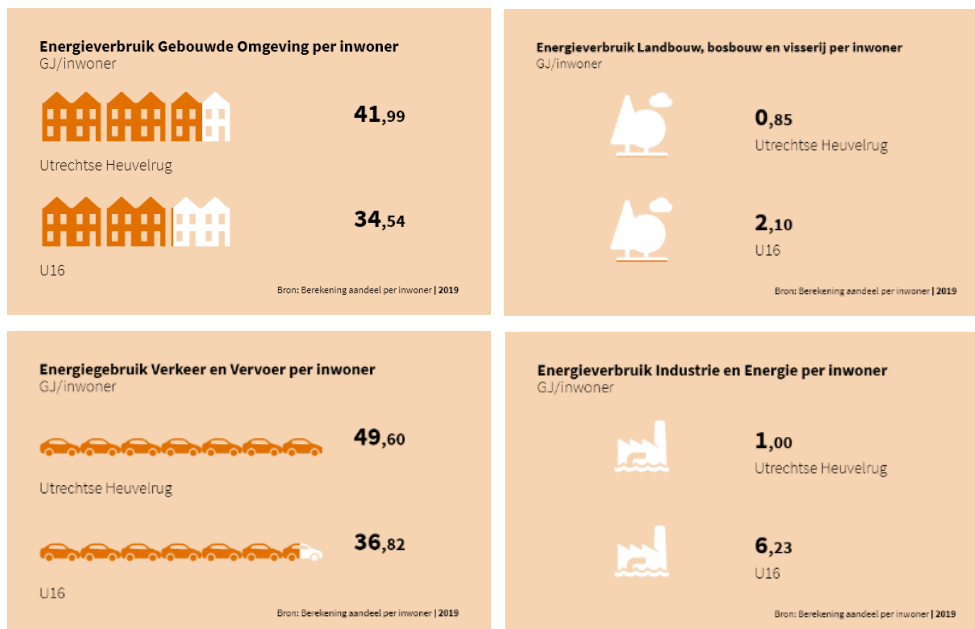 Energieverbruik Gebouwde Omgeving per inwoner
GJ/inwoner
41,99
Utrechtse Heuvelrug
34,54
U16
Bron: Berekening aandeel per inwoner | 2019
Energieverbruik Landbouw, bosbouw en visserij per inwoner
GJ/inwoner
0,85
Utrechtse Heuvelrug
2,10
U16
Bron: Berekening aandeel per inwoner | 2019
Energiegebruik Verkeer en Vervoer per inwoner
GJ/inwoner
49,60
Utrechtse Heuvelrug
36,82
U16
Bron: Berekening aandeel per inwoner | 2019
Energieverbruik Industrie en Energie per inwoner
GJ/inwoner
1,00
Utrechtse Heuvelrug
6,23
U16
Bron: Berekening aandeel per inwoner | 2019